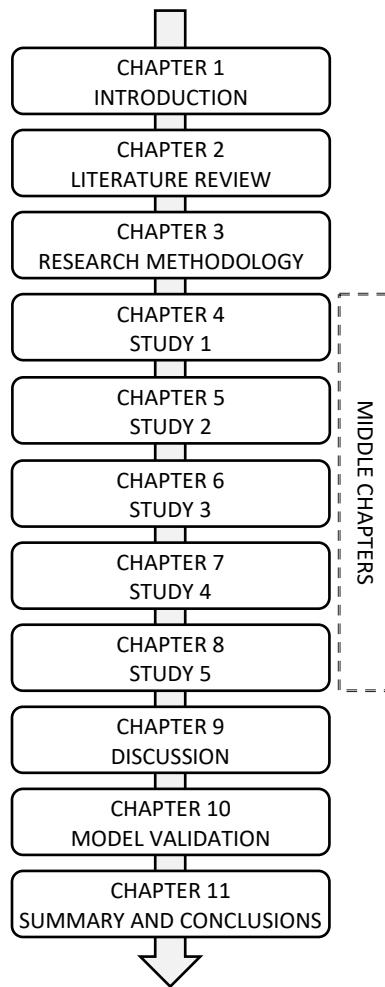 CHAPTER 1
INTRODUCTION
CHAPTER 2
LITERATURE REVIEW
CHAPTER 3
RESEARCH METHODOLOGY
CHAPTER 4
STUDY 1
CHAPTER 5
STUDY 2
CHAPTER 6
STUDY 3
CHAPTER 7
STUDY 4
CHAPTER 8
STUDY 5
MIDDLE CHAPTERS
CHAPTER 9
DISCUSSION
CHAPTER 10
MODEL VALIDATION
CHAPTER 11
SUMMARY AND CONCLUSIONS